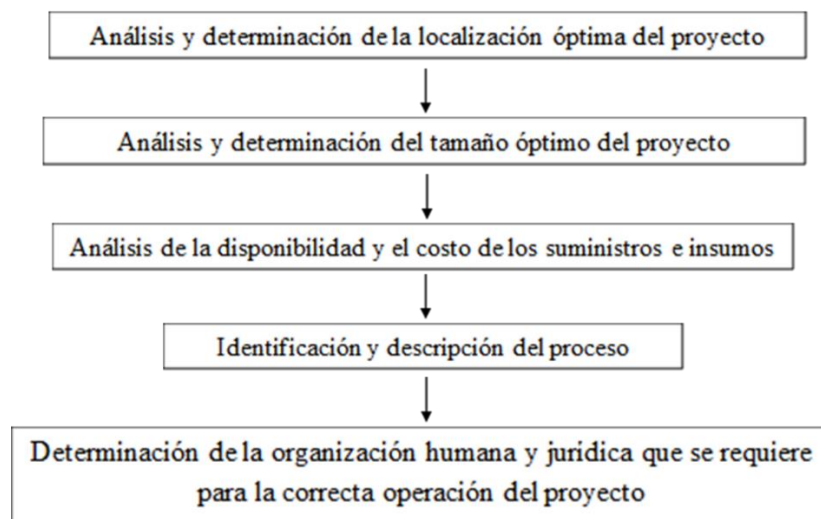 Análisis y determinación de la localización óptima del proyecto
Análisis y determinación del tamaño óptimo del proyecto
Análisis de la disponibilidad y el costo de los suministros e insumos
Identificación y descripción del proceso
Determinación de la organización humana y jurídica que se requiere
para la correcta operación del proyecto